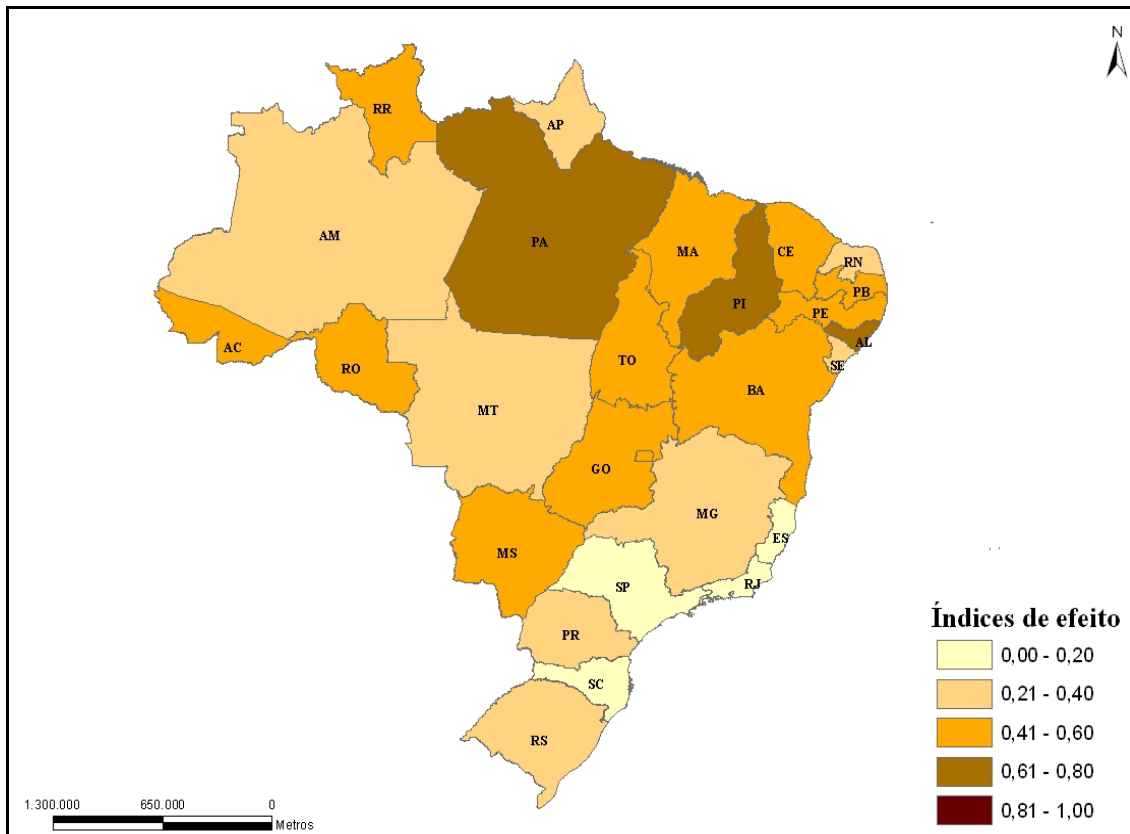 N
RR
AP
AM
PA
MA
CE
RN
PB
PE
PI
AL
SE
AC
RO
TO
BA
MT
GO
MG
ES
MS
SP
RJ
PR
SC
RS
Índices de efeito
0,00 - 0,20
0,21 - 0,40
0,41 - 0,60
0,61 - 0,80
0,81 - 1,00
1.300.000 650.000 0
Metros